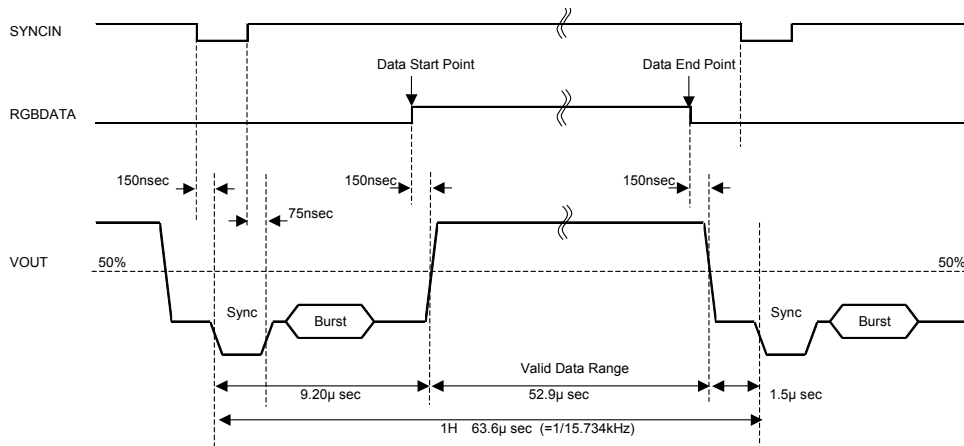 SYNCIN
Data Start Point
Data End Point
RGBDATA
150nsec
150nsec
150nsec
75nsec
VOUT
50%
50%
Sync
Burst
Sync
Burst
Valid Data Range
9.20μ sec
52.9μ sec
1.5μ sec
1H 63.6μ sec (=1/15.734kHz)